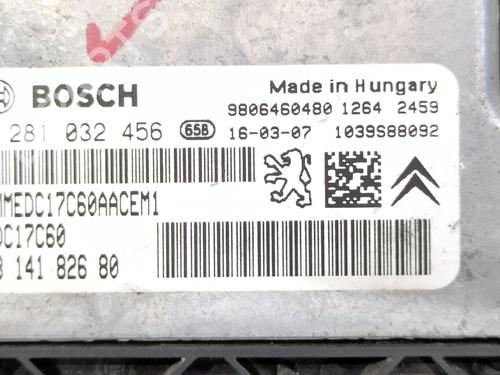 BOSCH
Made in Hungary
9806460480 1264 2459
281 032 456 65B 16-03-07 1039S88092
MEDC17C60AACEM1
DC17C60
141 826 80